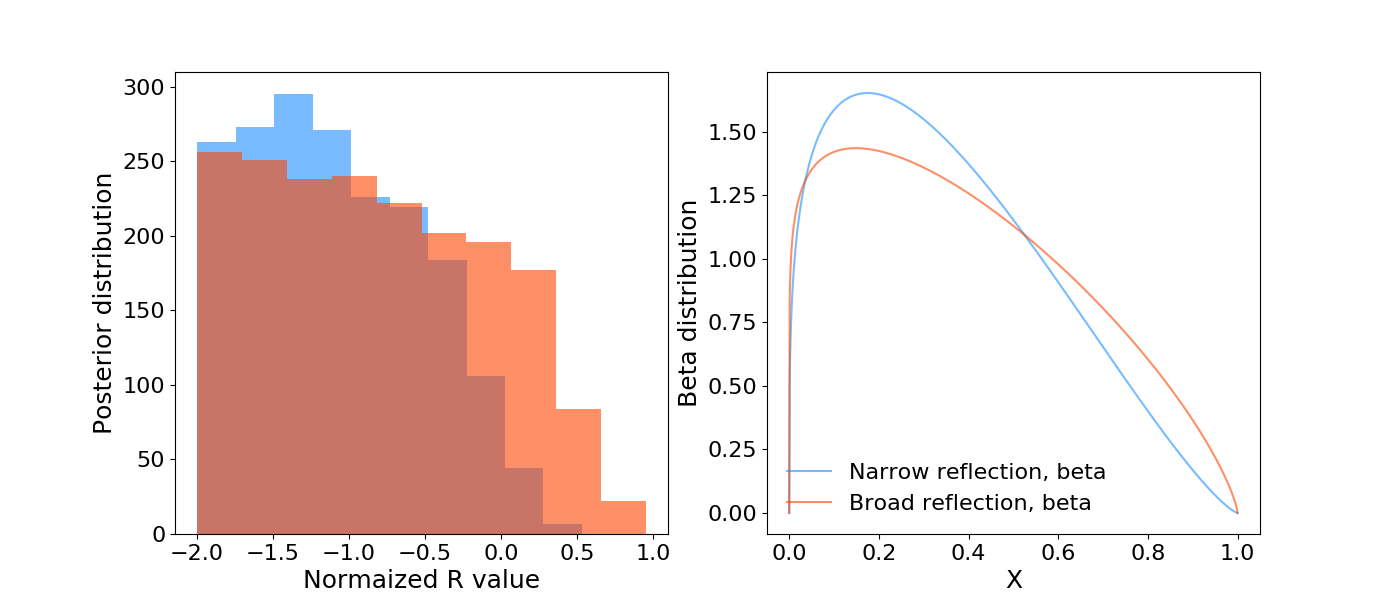 Posterior distribution
300
250
200
150
100
50
0
−2.0 −1.5 −1.0 −0.5 0.0 0.5 1.0
Normaized R value
Beta distribution
1.50
1.25
1.00
0.75
0.50
0.25
0.00
Narrow reflection, beta
Broad reflection, beta
0.0 0.2 0.4 0.6 0.8 1.0
X